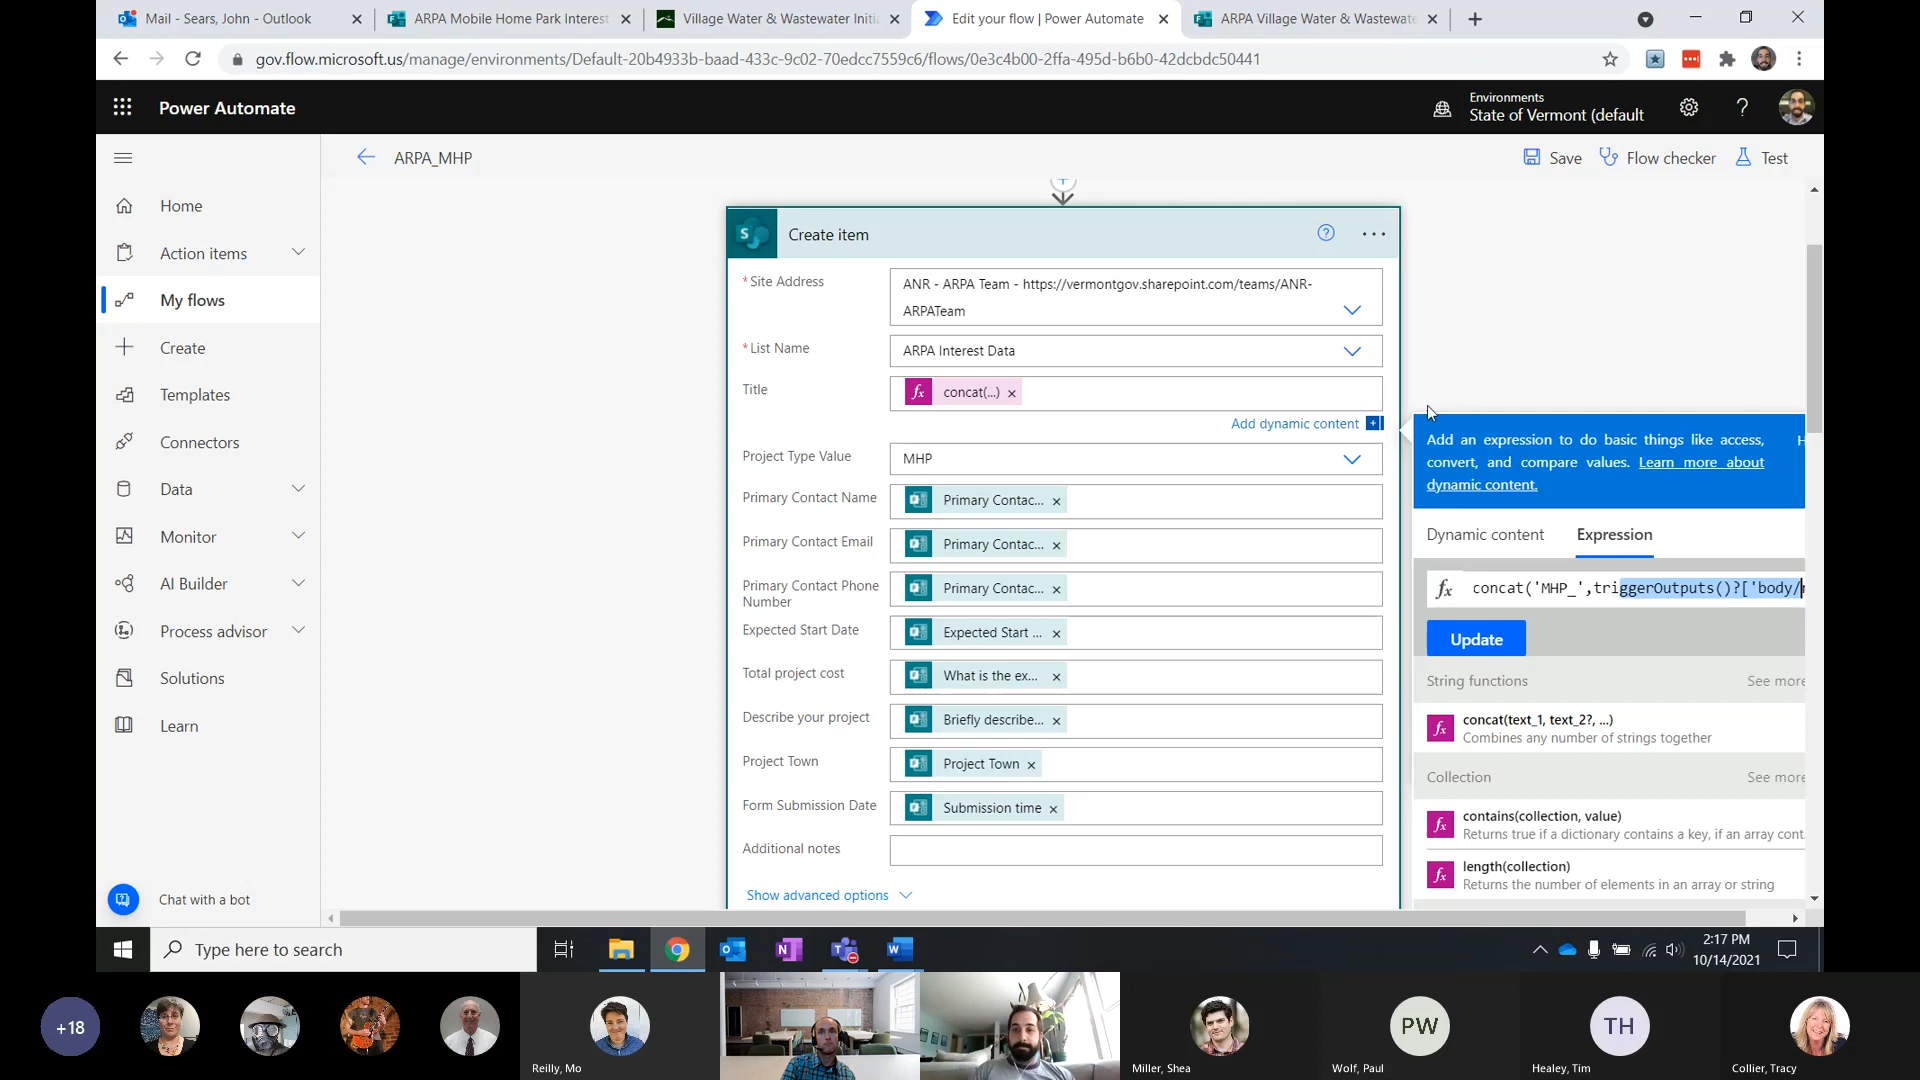 Mail - Sears, John - Outlook
ARPA Mobile Home Park Interest
Village Water & Wastewater Initi
Edit your flow | Power Automate
ARPA Village Water & Wastewate
gov.flow.microsoft.us/manage/environments/Default-20b4933b-baad-433c-9c02-70edcc7559c6/flows/0e3c4b00-2ffa-495d-b6b0-42dcbdc50441
Power Automate
Environments
State of Vermont (default
ARPA_MHP
Save
Flow checker
Test
Home
Action items
My flows
Create
Templates
Connectors
Data
Monitor
AI Builder
Process advisor
Solutions
Learn
Chat with a bot
Create item
*Site Address
ANR - ARPA Team - https://vermontgov.sharepoint.com/teams/ANR-
ARPATeam
*List Name
ARPA Interest Data
Title
fx concat(...) ×
Add dynamic content
Project Type Value
MHP
Primary Contact Name
Primary Contac... ×
Primary Contact Email
Primary Contac... ×
Primary Contact Phone
Number
Primary Contac... ×
Expected Start Date
Expected Start ... ×
Total project cost
What is the ex... ×
Describe your project
Briefly describe... ×
Project Town
Project Town ×
Form Submission Date
Submission time ×
Additional notes
Show advanced options
Add an expression to do basic things like access,
convert, and compare values. Learn more about
dynamic content.
H
Dynamic content
Expression
fx concat('MHP_',triggerOutputs()?['body/
Update
String functions
See more
fx concat(text_1, text_2?, ...)
Combines any number of strings together
Collection
See more
fx contains(collection, value)
Returns true if a dictionary contains a key, if an array cont
fx length(collection)
Returns the number of elements in an array or string
Type here to search
2:17 PM
10/14/2021
+18
Reilly, Mo
Miller, Shea
PW
Wolf, Paul
TH
Healey, Tim
Collier, Tracy